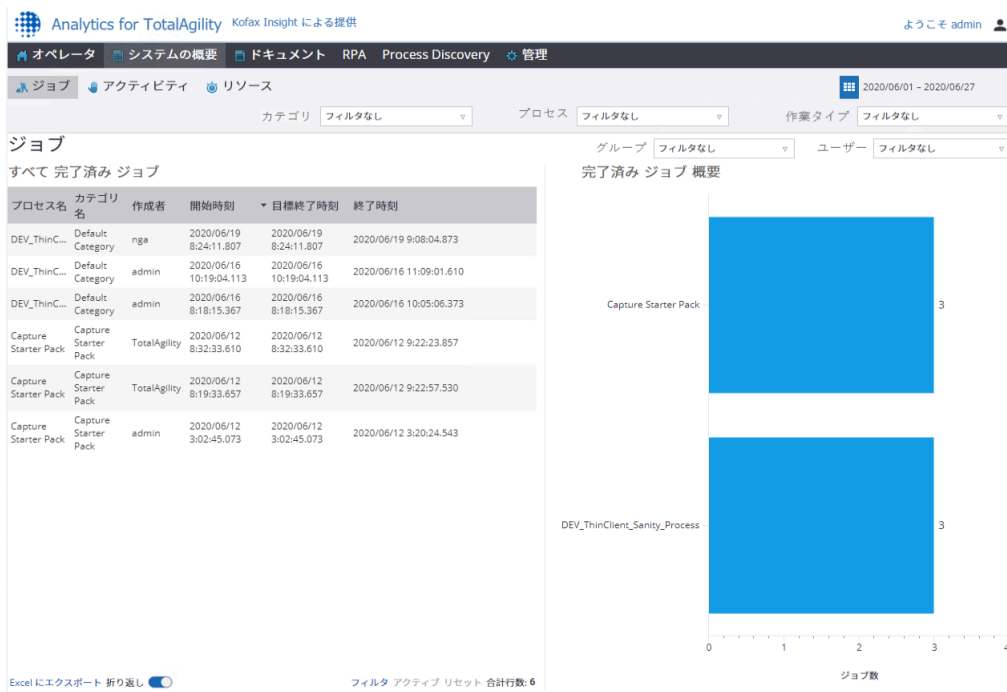 Analytics for TotalAgility Kofax Insight による提供
ようこそ admin
オペレータ システムの概要 ドキュメント RPA Process Discovery 管理
ジョブ アクティビティ リソース
2020/06/01 – 2020/06/27
カテゴリ フィルタなし プロセス フィルタなし 作業タイプ フィルタなし
ジョブ
グループ フィルタなし ユーザー フィルタなし
すべて 完了済み ジョブ
プロセス名 カテゴリ名 作成者 開始時刻 目標終了時刻 終了時刻
DEV_ThinC... Default Category nga 2020/06/19 8:24:11.807 2020/06/19 8:24:11.807 2020/06/19 9:08:04.873
DEV_ThinC... Default Category admin 2020/06/16 10:19:04.113 2020/06/16 10:19:04.113 2020/06/16 11:09:01.610
DEV_ThinC... Default Category admin 2020/06/16 8:18:15.367 2020/06/16 8:18:15.367 2020/06/16 10:05:06.373
Capture Starter Pack Capture Starter Pack TotalAgility 2020/06/12 8:32:33.610 2020/06/12 8:32:33.610 2020/06/12 9:22:23.857
Capture Starter Pack Capture Starter Pack TotalAgility 2020/06/12 8:19:33.657 2020/06/12 8:19:33.657 2020/06/12 9:22:57.530
Capture Starter Pack Capture Starter Pack admin 2020/06/12 3:02:45.073 2020/06/12 3:02:45.073 2020/06/12 3:20:24.543
Excel にエクスポート 折り返し
フィルタ アクティブ リセット 合計行数: 6
完了済み ジョブ 概要
Capture Starter Pack 3
DEV_ThinClient_Sanity_Process 3
0 1 2 3 4
ジョブ数